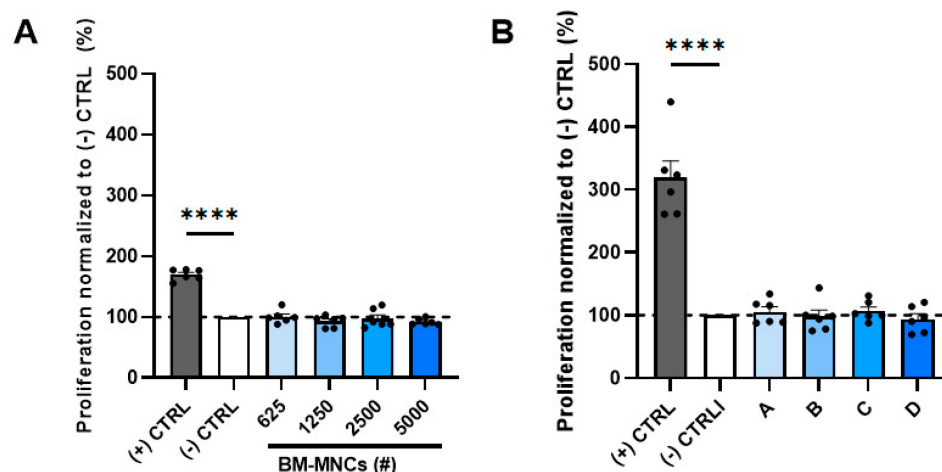 A
Proliferation normalized to (-) CTRL (%)
500
400
300
200
100
0
****
(+) CTRL
(-) CTRL
625
1250
2500
5000
BM-MNCs (#)
B
Proliferation normalized to (-) CTRL (%)
500
400
300
200
100
0
****
(+) CTRL
(-) CTRLI
A
B
C
D